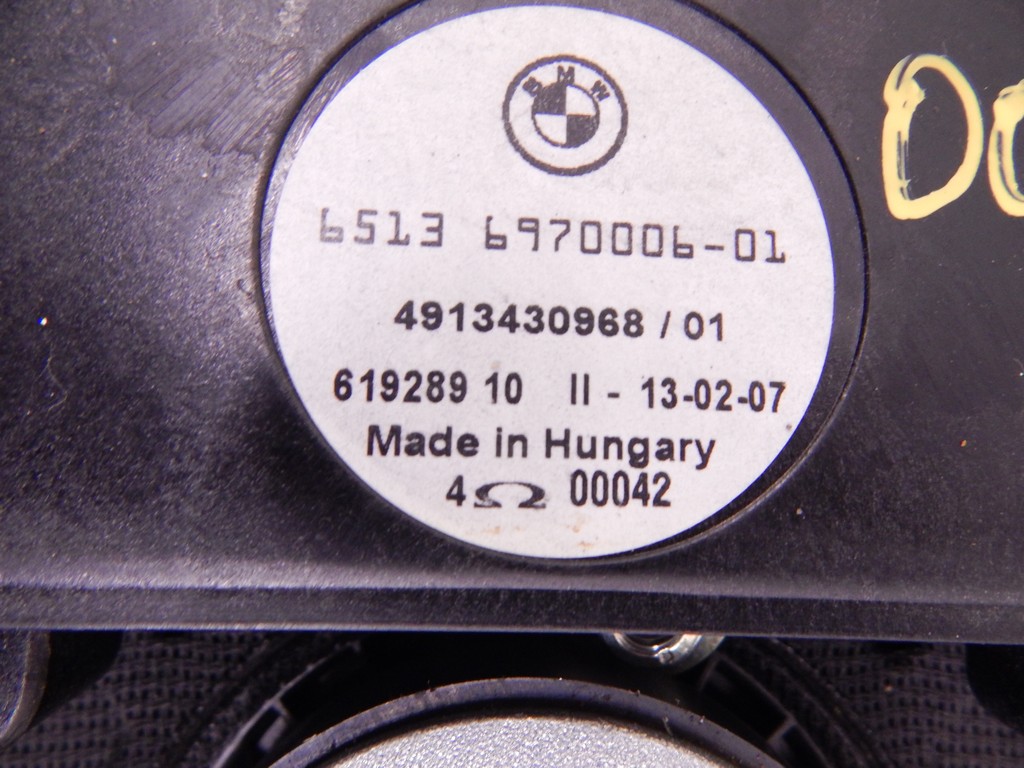 BMW
6513 6970006-01
4913430968 / 01
619289 10 II - 13-02-07
Made in Hungary
4Ω 00042